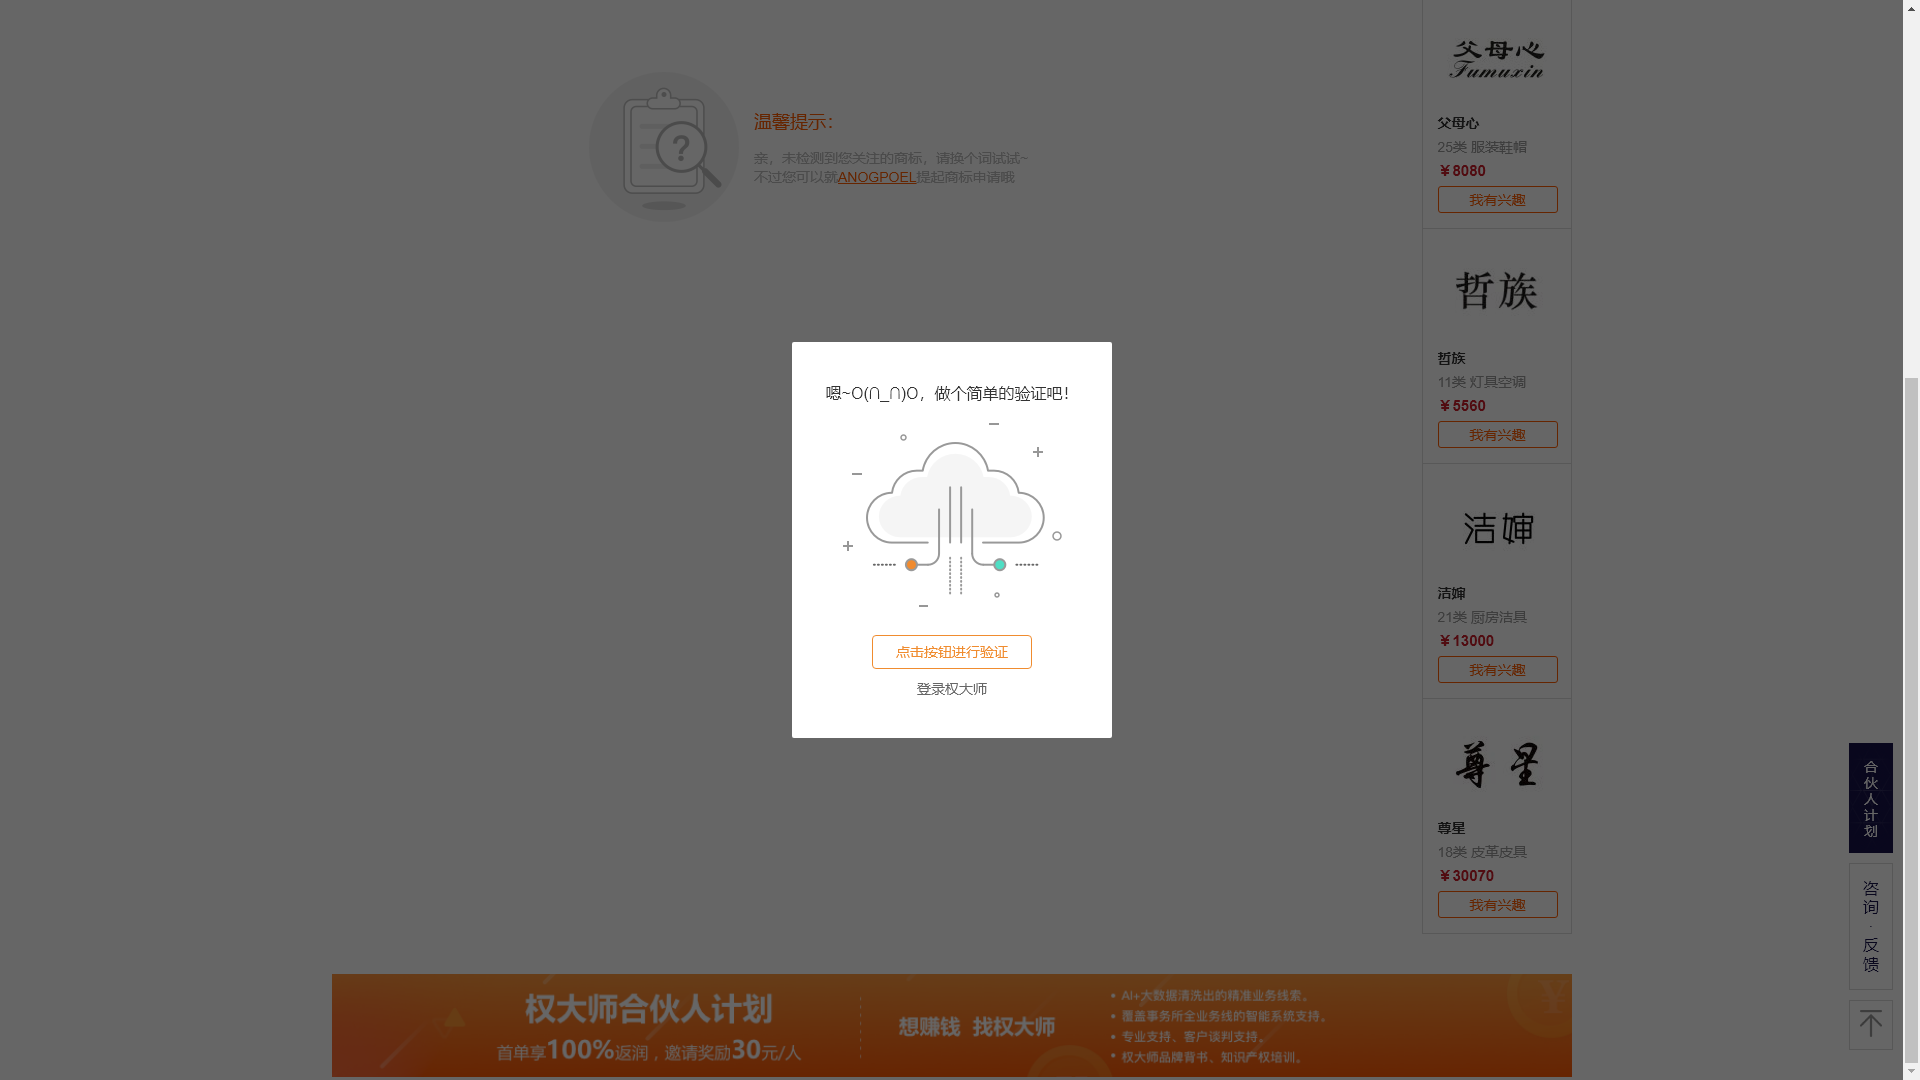 温馨提示：
亲，未检测到您关注的商标，请换个词试试~
不过您可以就ANOGPOEL提起商标申请哦
父母心
Fumuxin
父母心
25类 服装鞋帽
￥8080
我有兴趣
哲族
哲族
11类 灯具空调
￥5560
我有兴趣
洁妽
洁妽
21类 厨房洁具
￥13000
我有兴趣
尊星
尊星
18类 皮革皮具
￥30070
我有兴趣
嗯~O(∩_∩)O，做个简单的验证吧！
点击按钮进行验证
登录权大师
合伙人计划
咨询·反馈
权大师合伙人计划
首单享100%返润，邀请奖励30元/人
想赚钱 找权大师
• AI+大数据清洗出的精准业务线索。
• 覆盖事务所全业务线的智能系统支持。
• 专业支持、客户谈判支持。
• 权大师品牌背书、知识产权培训。